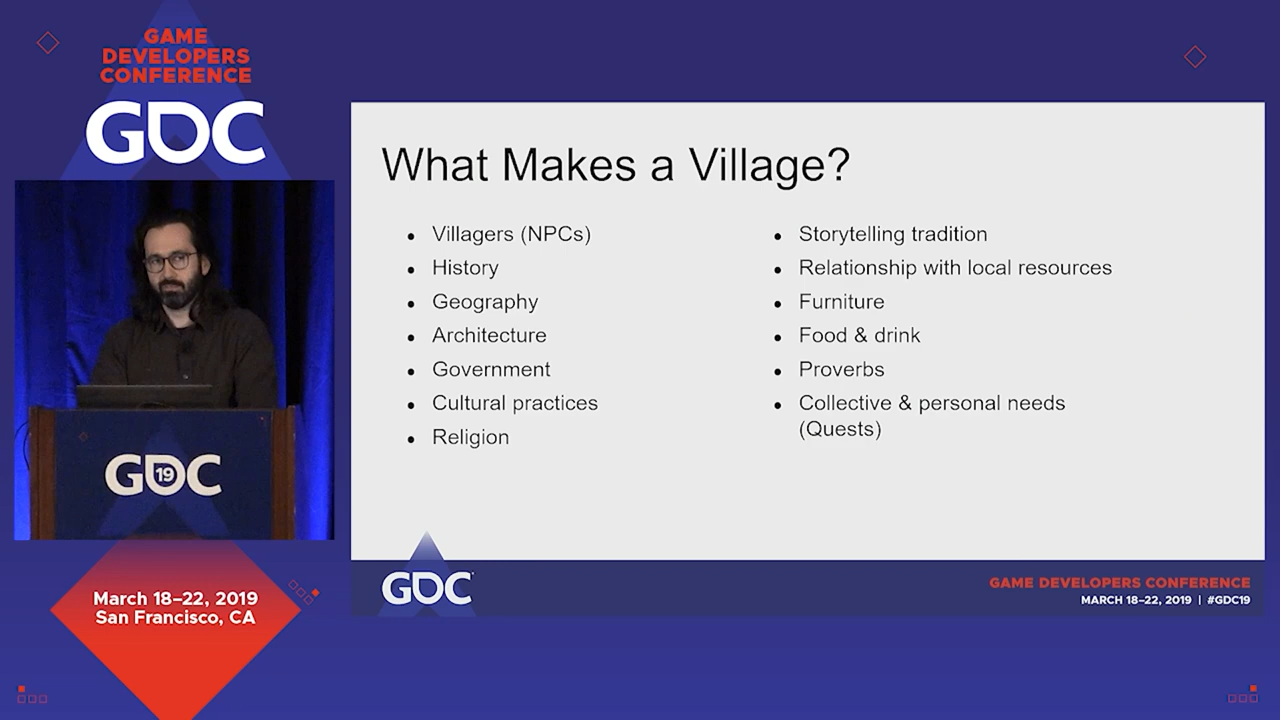 GAME
DEVELOPERS
CONFERENCE
GDC
GDC
19
March 18–22, 2019
San Francisco, CA
What Makes a Village?
• Villagers (NPCs)
• History
• Geography
• Architecture
• Government
• Cultural practices
• Religion
• Storytelling tradition
• Relationship with local resources
• Furniture
• Food & drink
• Proverbs
• Collective & personal needs
(Quests)
GDC
GAME DEVELOPERS CONFERENCE
MARCH 18–22, 2019 | #GDC19